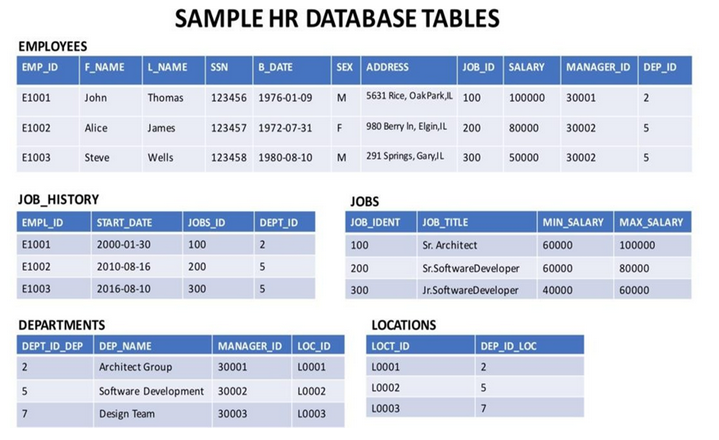 SAMPLE HR DATABASE TABLES
EMPLOYEES
EMP_ID F_NAME L_NAME SSN B_DATE SEX ADDRESS JOB_ID SALARY MANAGER_ID DEP_ID
E1001 John Thomas 123456 1976-01-09 M 5631 Rice, OakPark,IL 100 100000 30001 2
E1002 Alice James 123457 1972-07-31 F 980 Berry ln, Elgin,IL 200 80000 30002 5
E1003 Steve Wells 123458 1980-08-10 M 291 Springs, Gary,IL 300 50000 30002 5
JOB_HISTORY
EMPL_ID START_DATE JOBS_ID DEPT_ID
E1001 2000-01-30 100 2
E1002 2010-08-16 200 5
E1003 2016-08-10 300 5
JOBS
JOB_IDENT JOB_TITLE MIN_SALARY MAX_SALARY
100 Sr. Architect 60000 100000
200 Sr.SoftwareDeveloper 60000 80000
300 Jr.SoftwareDeveloper 40000 60000
DEPARTMENTS
DEPT_ID_DEP DEP_NAME MANAGER_ID LOC_ID
2 Architect Group 30001 L0001
5 Software Development 30002 L0002
7 Design Team 30003 L0003
LOCATIONS
LOCT_ID DEP_ID_LOC
L0001 2
L0002 5
L0003 7